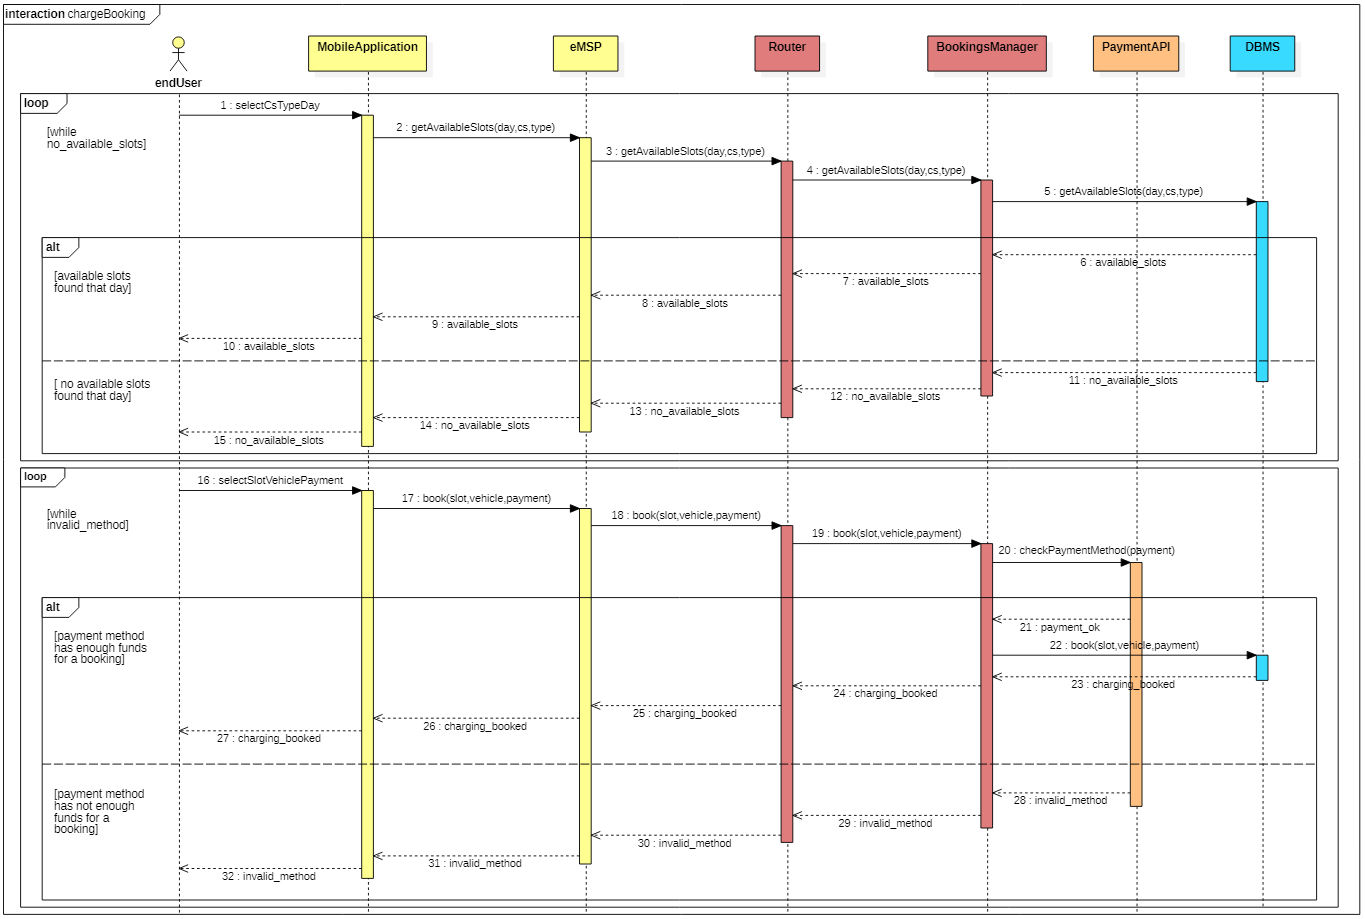 interaction chargeBooking
MobileApplication
eMSP
Router
BookingsManager
PaymentAPI
DBMS
endUser
loop
[while
no_available_slots]
1 : selectCsTypeDay
2 : getAvailableSlots(day,cs,type)
3 : getAvailableSlots(day,cs,type)
4 : getAvailableSlots(day,cs,type)
5 : getAvailableSlots(day,cs,type)
alt
[available slots
found that day]
6 : available_slots
7 : available_slots
8 : available_slots
9 : available_slots
10 : available_slots
[ no available slots
found that day]
11 : no_available_slots
12 : no_available_slots
13 : no_available_slots
14 : no_available_slots
15 : no_available_slots
loop
[while
invalid_method]
16 : selectSlotVehiclePayment
17 : book(slot,vehicle,payment)
18 : book(slot,vehicle,payment)
19 : book(slot,vehicle,payment)
20 : checkPaymentMethod(payment)
alt
[payment method
has enough funds
for a booking]
21 : payment_ok
22 : book(slot,vehicle,payment)
23 : charging_booked
24 : charging_booked
25 : charging_booked
26 : charging_booked
27 : charging_booked
[payment method
has not enough
funds for a
booking]
28 : invalid_method
29 : invalid_method
30 : invalid_method
31 : invalid_method
32 : invalid_method